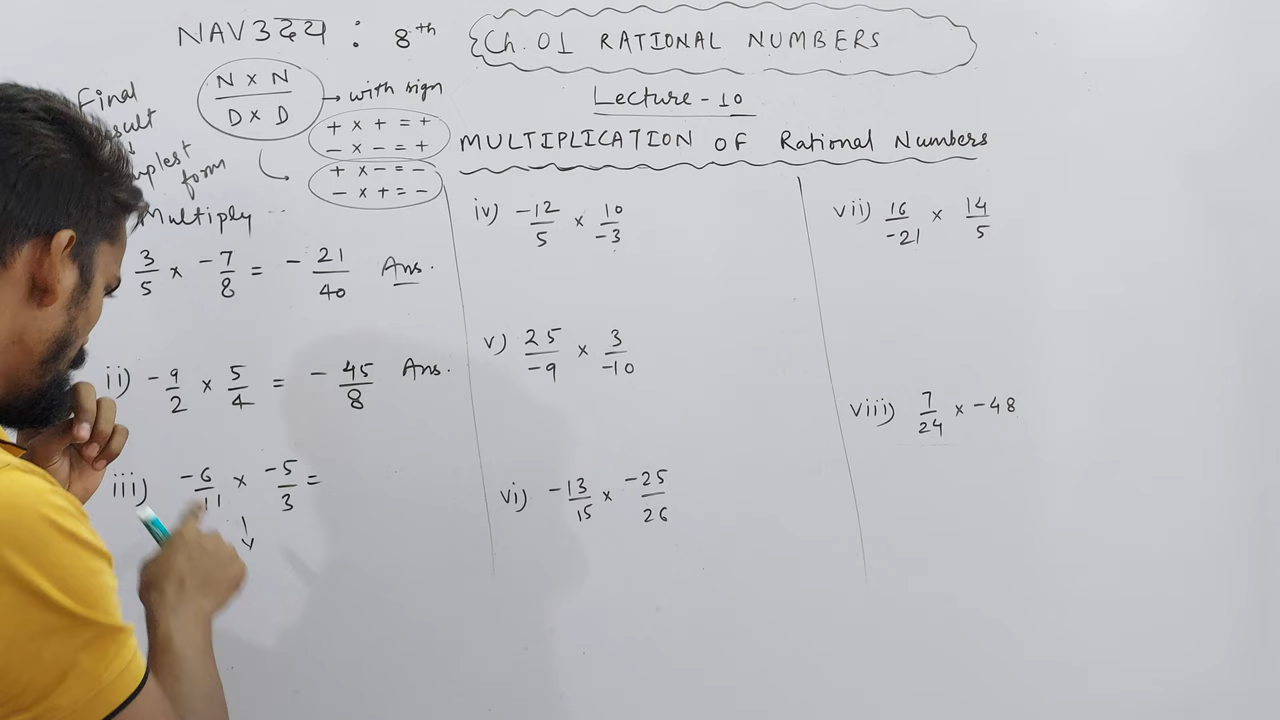 NAV3224 : 8th
Ch. 01 RATIONAL NUMBERS
Lecture - 10
MULTIPLICATION OF Rational Numbers
Final
form
N x N / D x D → with sign
+ x + = +
- x - = +
+ x - = -
- x + = -
Multiply --
3/5 x -7/8 = - 21/40 Ans.
ii) -9/2 x 5/4 = - 45/8 Ans.
iii) -6/11 x -5/3 =
iv) -12/5 x 10/-3
v) 25/-9 x 3/-10
vi) -13/15 x -25/26
vii) 16/-21 x 14/5
viii) 7/24 x -48